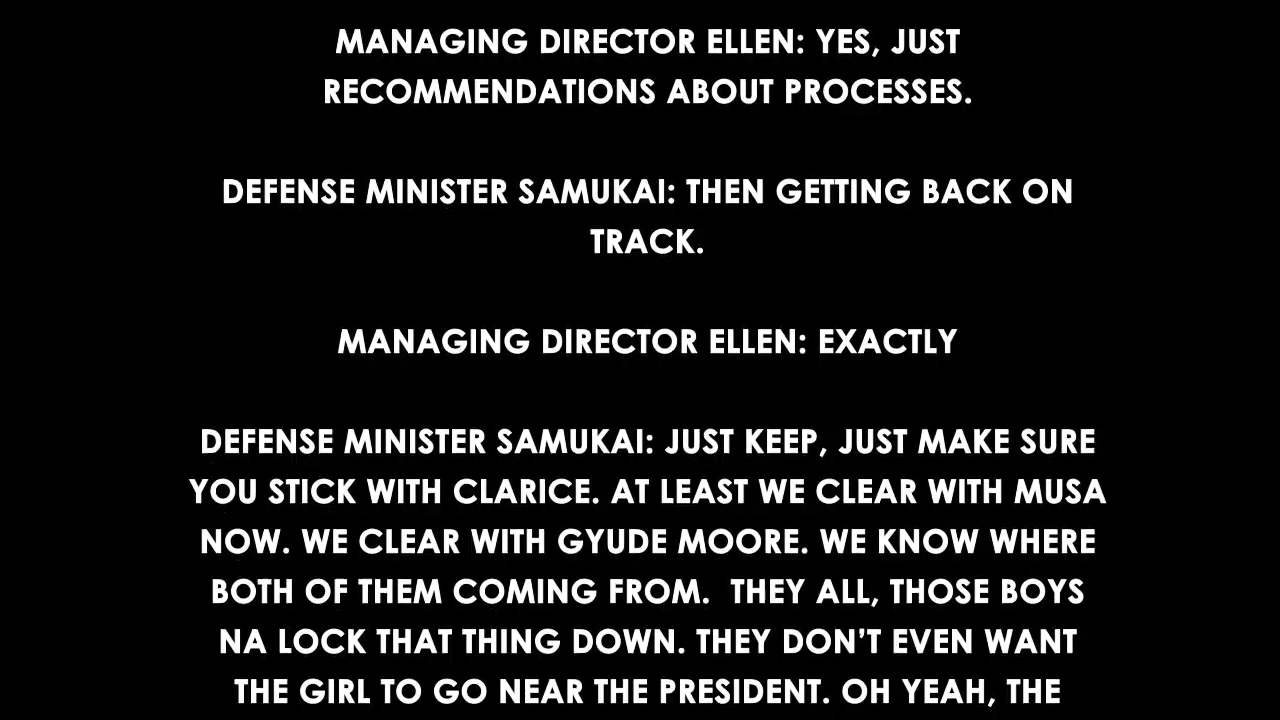 MANAGING DIRECTOR ELLEN: YES, JUST
RECOMMENDATIONS ABOUT PROCESSES.
DEFENSE MINISTER SAMUKAI: THEN GETTING BACK ON
TRACK.
MANAGING DIRECTOR ELLEN: EXACTLY
DEFENSE MINISTER SAMUKAI: JUST KEEP, JUST MAKE SURE
YOU STICK WITH CLARICE. AT LEAST WE CLEAR WITH MUSA
NOW. WE CLEAR WITH GYUDE MOORE. WE KNOW WHERE
BOTH OF THEM COMING FROM.  THEY ALL, THOSE BOYS
NA LOCK THAT THING DOWN. THEY DON’T EVEN WANT
THE GIRL TO GO NEAR THE PRESIDENT. OH YEAH, THE